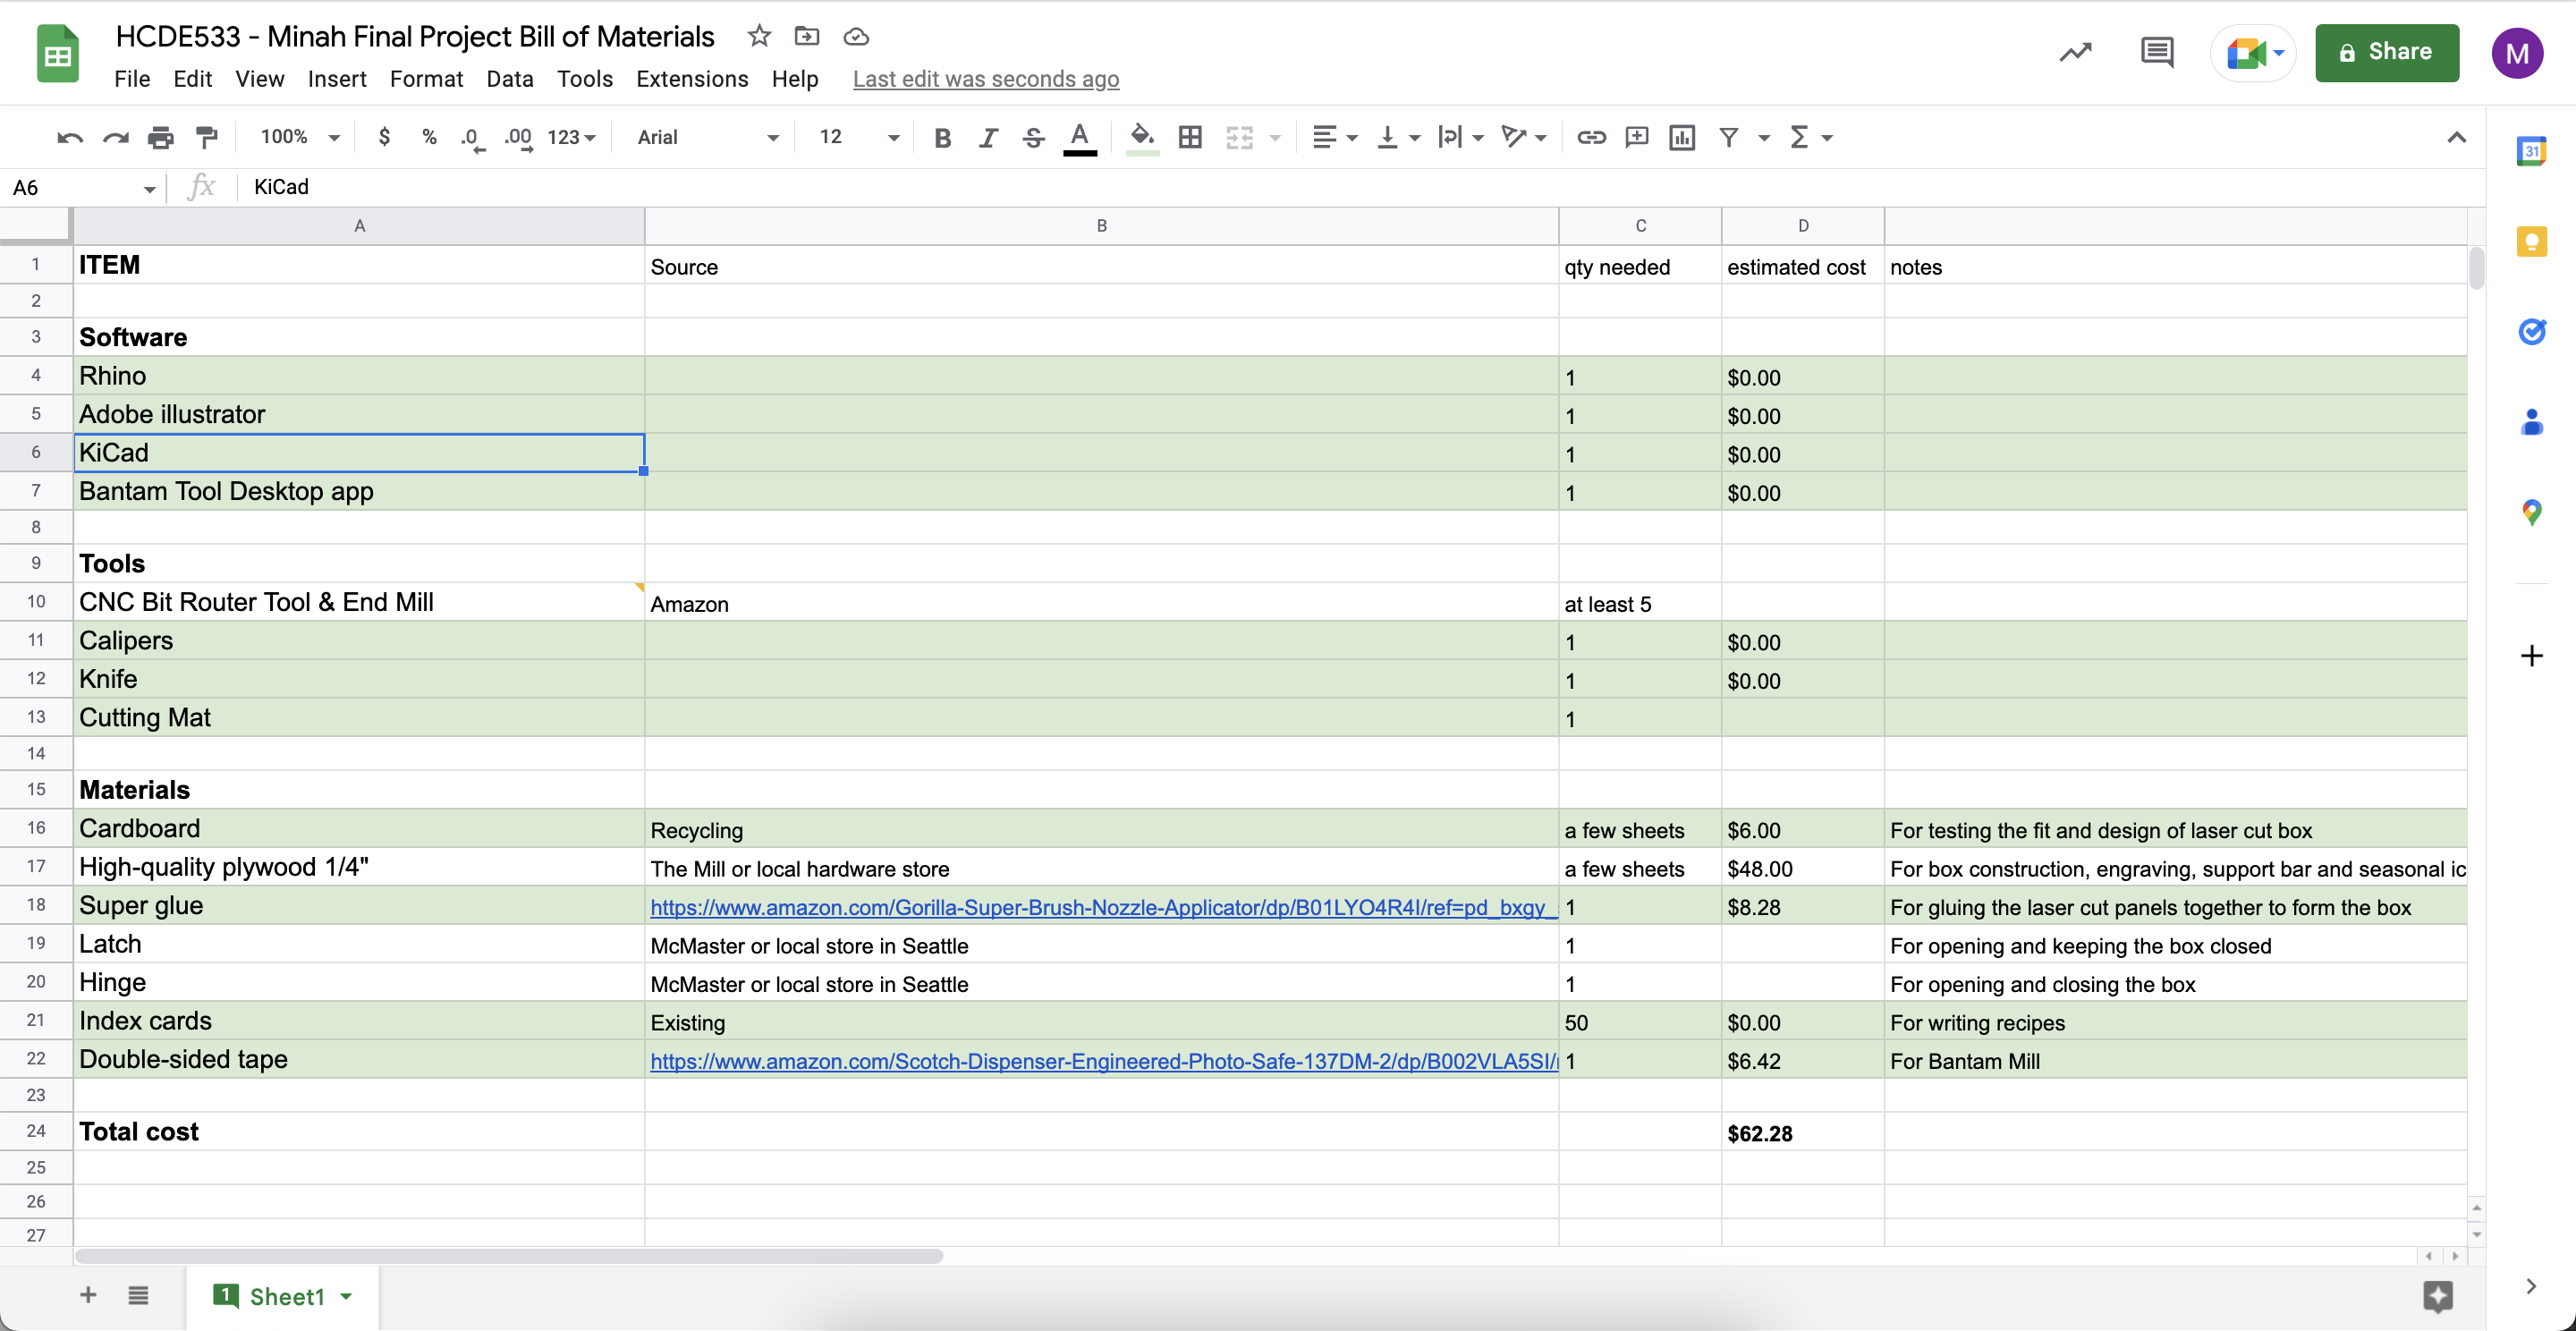 HCDE533 - Minah Final Project Bill of Materials
File Edit View Insert Format Data Tools Extensions Help Last edit was seconds ago
Share
M
100% $ % .0 .00 123 Arial 12 B I S A
31
A6 fx KiCad
A B C D
1 ITEM Source qty needed estimated cost notes
2
3 Software
4 Rhino 1 $0.00
5 Adobe illustrator 1 $0.00
6 KiCad 1 $0.00
7 Bantam Tool Desktop app 1 $0.00
8
9 Tools
10 CNC Bit Router Tool & End Mill Amazon at least 5
11 Calipers 1 $0.00
12 Knife 1 $0.00
13 Cutting Mat 1
14
15 Materials
16 Cardboard Recycling a few sheets $6.00 For testing the fit and design of laser cut box
17 High-quality plywood 1/4" The Mill or local hardware store a few sheets $48.00 For box construction, engraving, support bar and seasonal ic
18 Super glue https://www.amazon.com/Gorilla-Super-Brush-Nozzle-Applicator/dp/B01LYO4R4I/ref=pd_bxgy_ 1 $8.28 For gluing the laser cut panels together to form the box
19 Latch McMaster or local store in Seattle 1 For opening and keeping the box closed
20 Hinge McMaster or local store in Seattle 1 For opening and closing the box
21 Index cards Existing 50 $0.00 For writing recipes
22 Double-sided tape https://www.amazon.com/Scotch-Dispenser-Engineered-Photo-Safe-137DM-2/dp/B002VLA5SI/ 1 $6.42 For Bantam Mill
23
24 Total cost $62.28
25
26
27
1 Sheet1